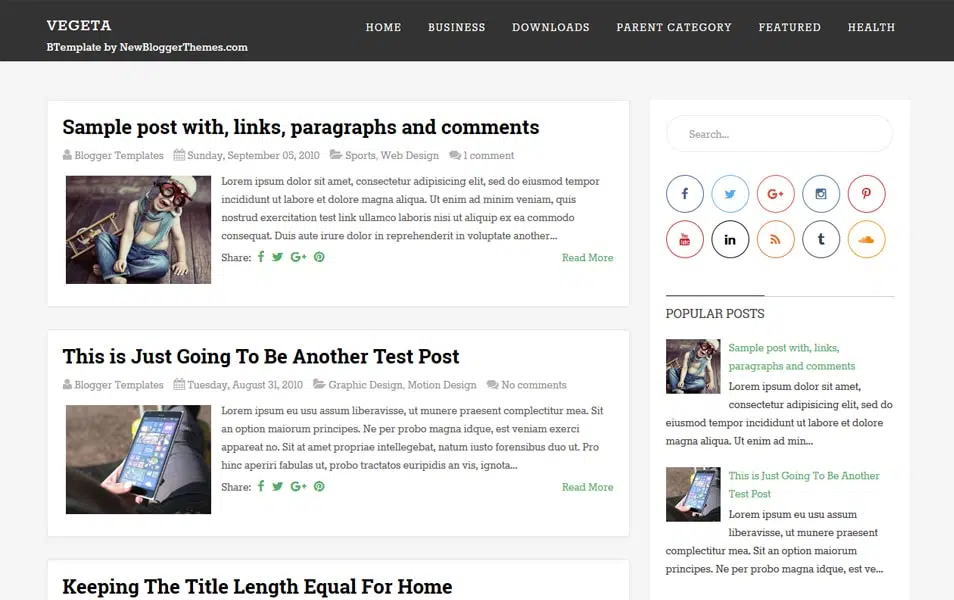 VEGETA
BTemplate by NewBloggerThemes.com
HOME BUSINESS DOWNLOADS PARENT CATEGORY FEATURED HEALTH
Sample post with, links, paragraphs and comments
Blogger Templates Sunday, September 05, 2010 Sports, Web Design 1 comment
Lorem ipsum dolor sit amet, consectetur adipisicing elit, sed do eiusmod tempor
incididunt ut labore et dolore magna aliqua. Ut enim ad minim veniam, quis
nostrud exercitation test link ullamco laboris nisi ut aliquip ex ea commodo
consequat. Duis aute irure dolor in reprehenderit in voluptate another...
Share: Read More
This is Just Going To Be Another Test Post
Blogger Templates Tuesday, August 31, 2010 Graphic Design, Motion Design No comments
Lorem ipsum eu usu assum liberavisse, ut munere praesent complectitur mea. Sit
an option maiorum principes. Ne per probo magna idque, est veniam exerci
appareat no. Sit at amet propriae intellegebat, natum iusto forensibus duo ut. Pro
hinc aperiri fabulas ut, probo tractatos euripidis an vis, ignota...
Share: Read More
Keeping The Title Length Equal For Home
Search...
POPULAR POSTS
Sample post with, links,
paragraphs and comments
Lorem ipsum dolor sit amet,
consectetur adipisicing elit, sed do
eiusmod tempor incididunt ut labore et dolore
magna aliqua. Ut enim ad min...
This is Just Going To Be Another
Test Post
Lorem ipsum eu usu assum
liberavisse, ut munere praesent
complectitur mea. Sit an option maiorum
principes. Ne per probo magna idque, est ve...